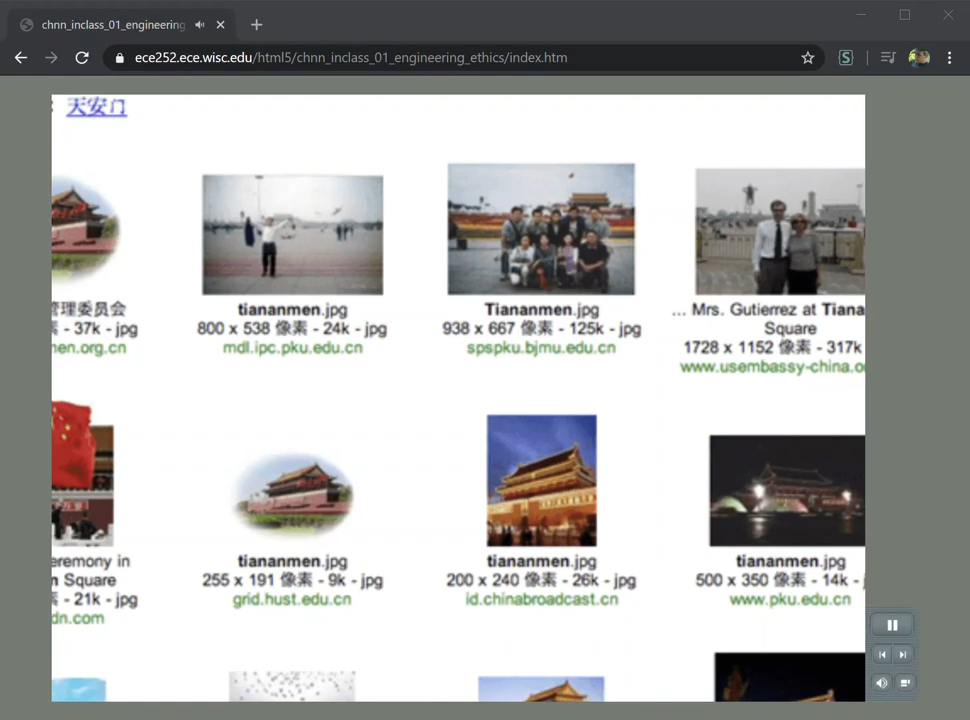 chnn_inclass_01_engineering
ece252.ece.wisc.edu/html5/chnn_inclass_01_engineering_ethics/index.htm
: 天安门
管理委员会
- 37k - jpg
en.org.cn
tiananmen.jpg
800 x 538 像素 - 24k - jpg
mdl.ipc.pku.edu.cn
Tiananmen.jpg
938 x 667 像素 - 125k - jpg
spspku.bjmu.edu.cn
... Mrs. Gutierrez at Tiana
Square
1728 x 1152 像素 - 317k
www.usembassy-china.o
eremony in
n Square
- 21k - jpg
dn.com
tiananmen.jpg
255 x 191 像素 - 9k - jpg
grid.hust.edu.cn
tiananmen.jpg
200 x 240 像素 - 26k - jpg
id.chinabroadcast.cn
tiananmen.jpg
500 x 350 像素 - 14k -
www.pku.edu.cn